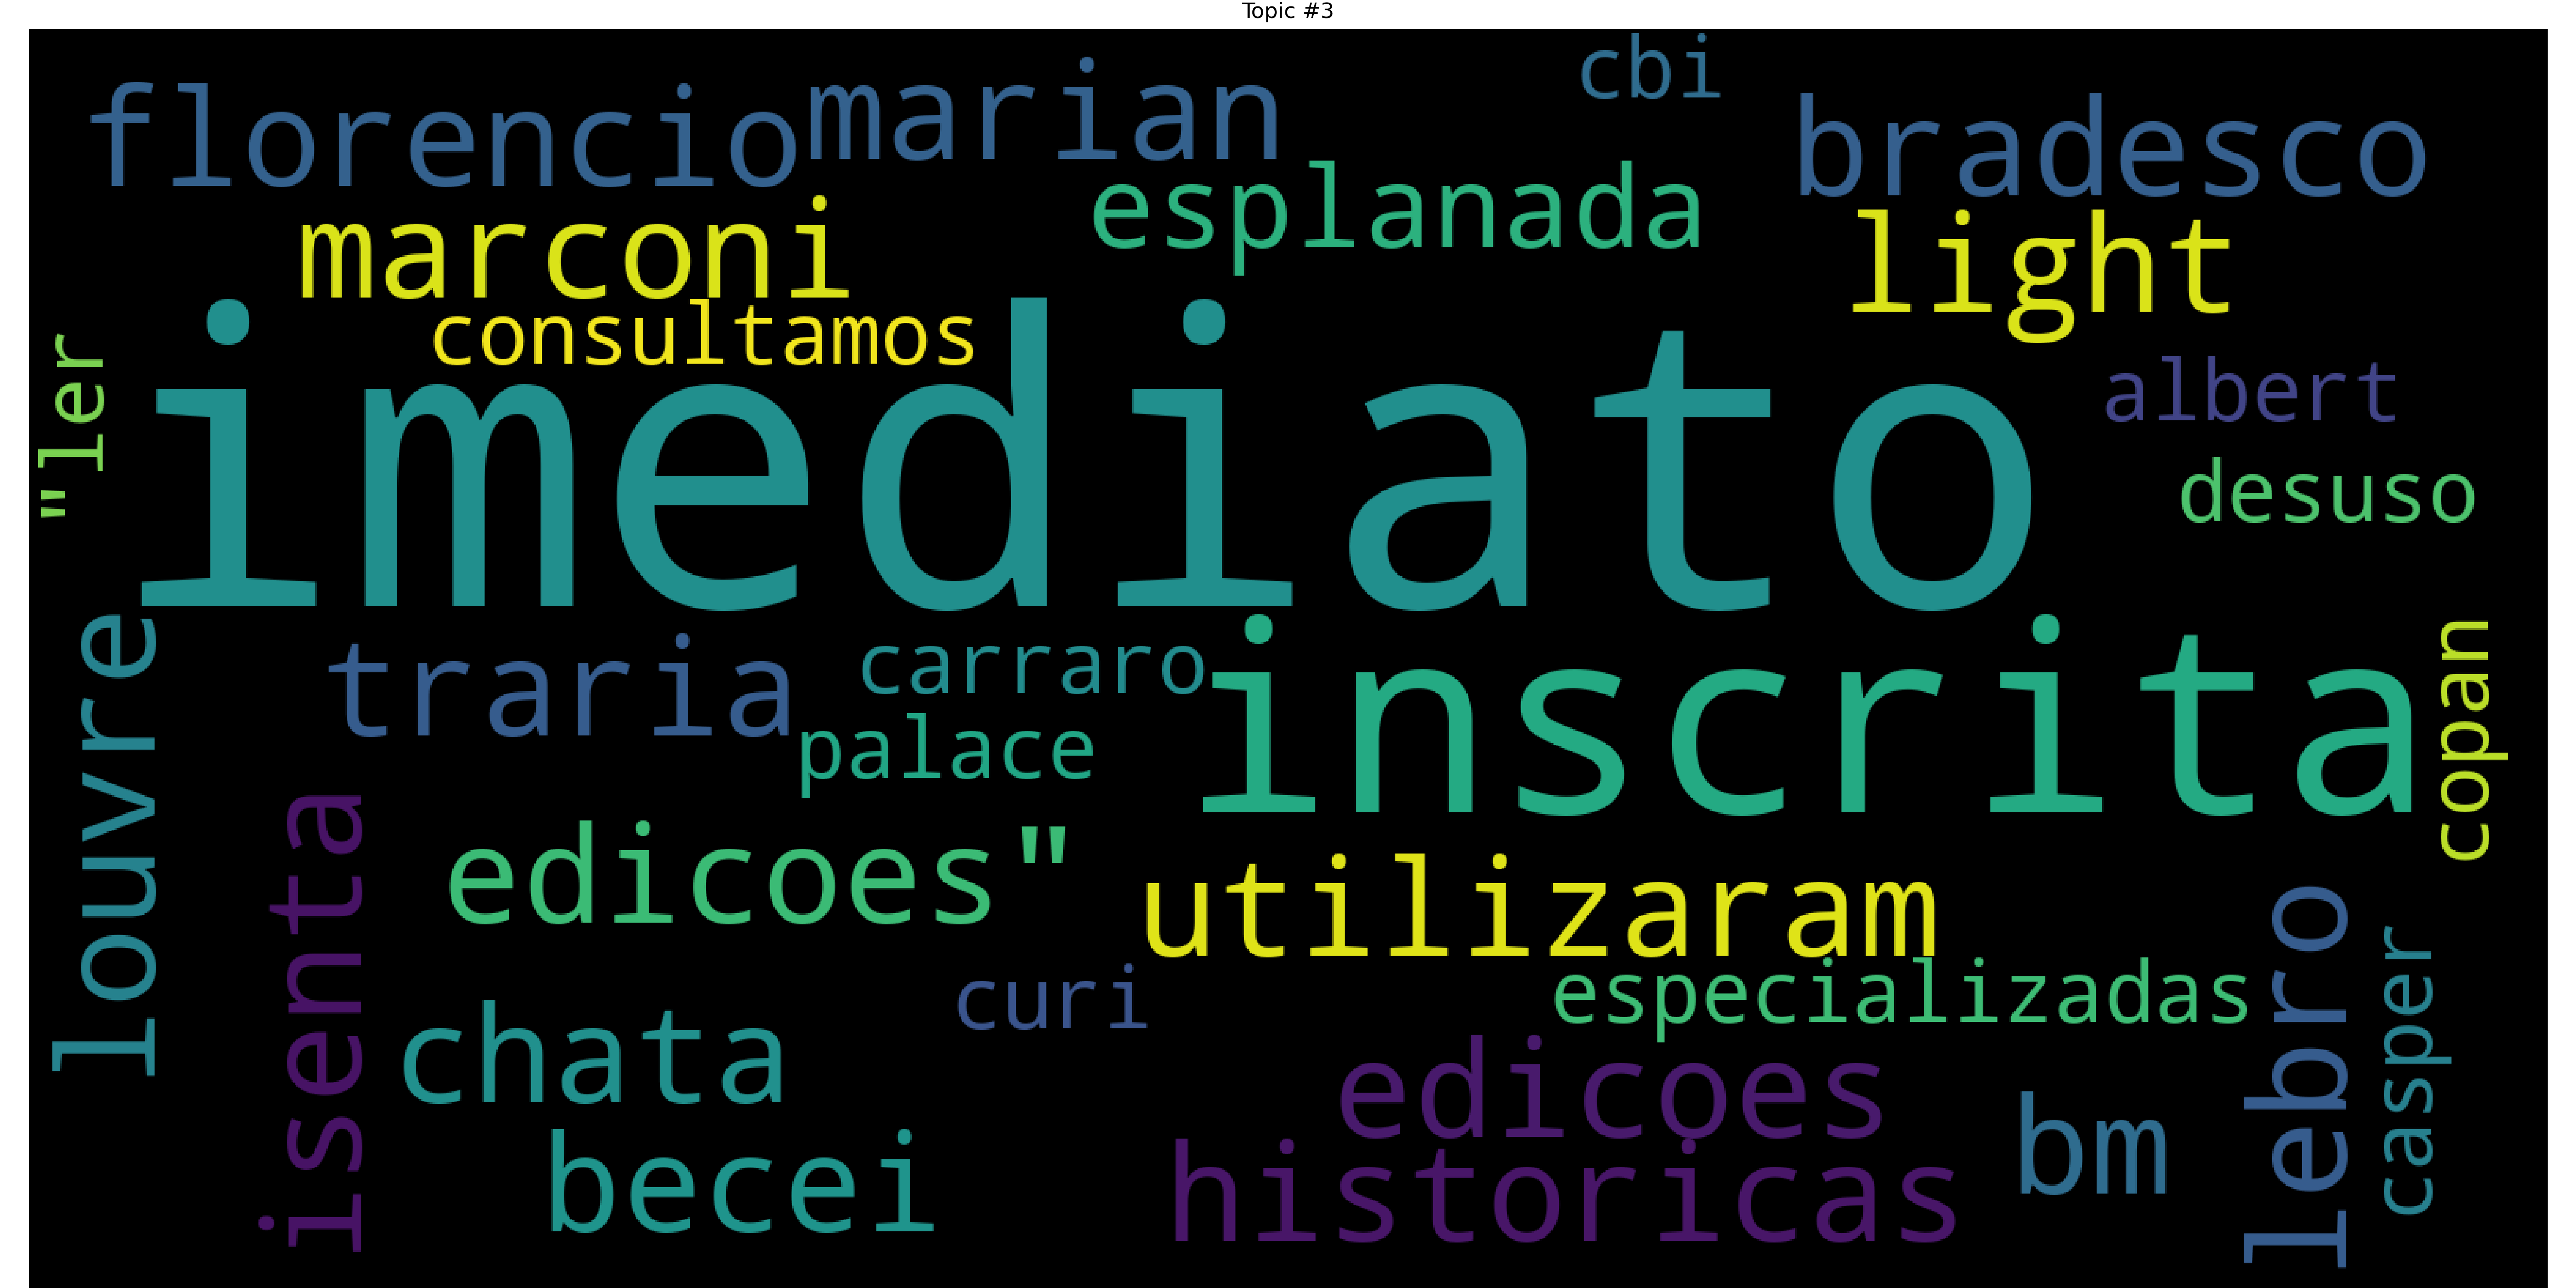 Topic #3
cbi
florencio
marian
bradesco
esplanada
marconi
light
consultamos
"ler
imediato
albert
desuso
louvre
traria
carraro
inscrita
copan
palace
isenta
edicoes"
utilizaram
lebro
casper
curi
especializadas
chata
edicoes
bm
becei
historicas